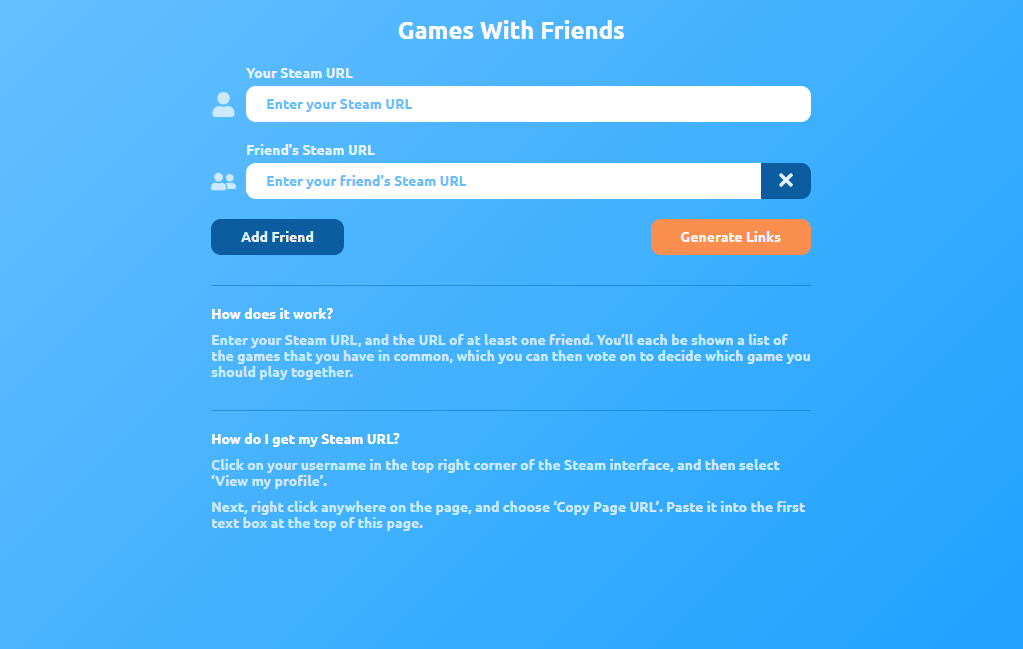 Games With Friends
Your Steam URL
Enter your Steam URL
Friend's Steam URL
Enter your friend's Steam URL
Add Friend
Generate Links
How does it work?
Enter your Steam URL, and the URL of at least one friend. You’ll each be shown a list of
the games that you have in common, which you can then vote on to decide which game you
should play together.
How do I get my Steam URL?
Click on your username in the top right corner of the Steam interface, and then select
‘View my profile’.
Next, right click anywhere on the page, and choose ‘Copy Page URL’. Paste it into the first
text box at the top of this page.